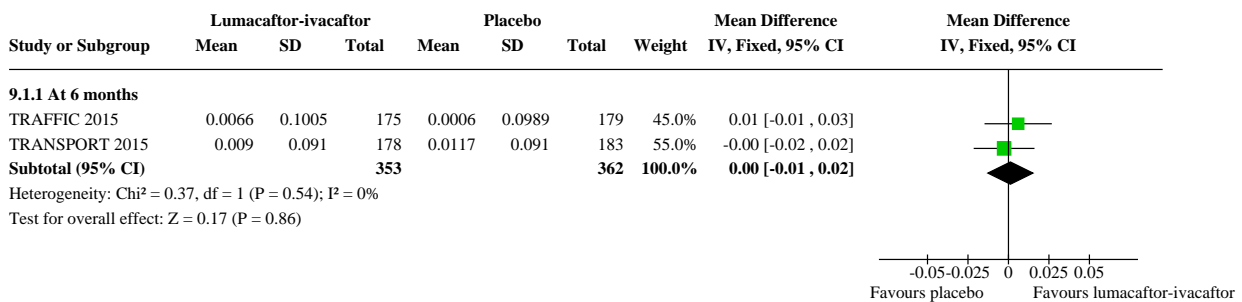 Lumacaftor-ivacaftor Placebo Mean Difference Mean Difference
Study or Subgroup Mean SD Total Mean SD Total Weight IV, Fixed, 95% CI IV, Fixed, 95% CI
9.1.1 At 6 months
TRAFFIC 2015 0.0066 0.1005 175 0.0006 0.0989 179 45.0% 0.01 [-0.01 , 0.03]
TRANSPORT 2015 0.009 0.091 178 0.0117 0.091 183 55.0% -0.00 [-0.02 , 0.02]
Subtotal (95% CI) 353 362 100.0% 0.00 [-0.01 , 0.02]
Heterogeneity: Chi² = 0.37, df = 1 (P = 0.54); I² = 0%
Test for overall effect: Z = 0.17 (P = 0.86)
-0.05 -0.025 0 0.025 0.05
Favours placebo Favours lumacaftor-ivacaftor